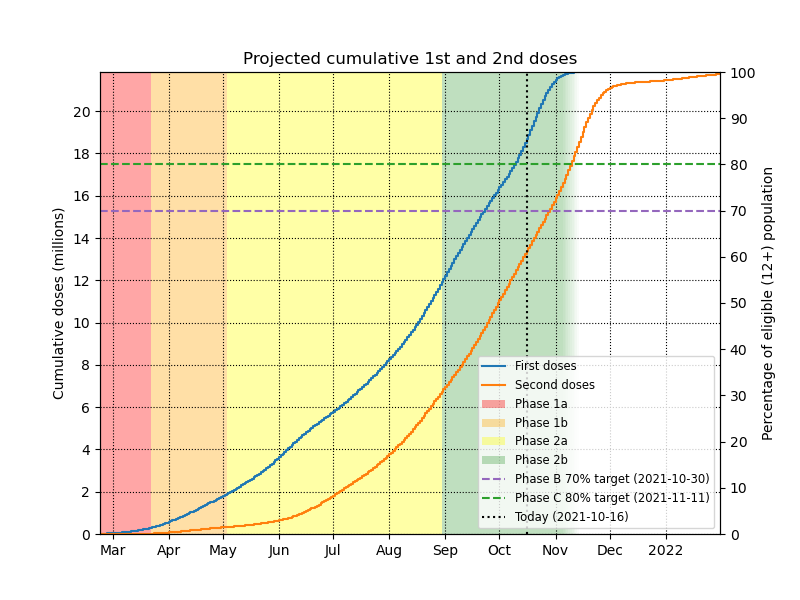 Projected cumulative 1st and 2nd doses
Cumulative doses (millions)
20
18
16
14
12
10
8
6
4
2
0
100
90
80
70
60
50
40
30
20
10
0
Percentage of eligible (12+) population
First doses
Second doses
Phase 1a
Phase 1b
Phase 2a
Phase 2b
Phase B 70% target (2021-10-30)
Phase C 80% target (2021-11-11)
Today (2021-10-16)
Mar Apr May Jun Jul Aug Sep Oct Nov Dec 2022